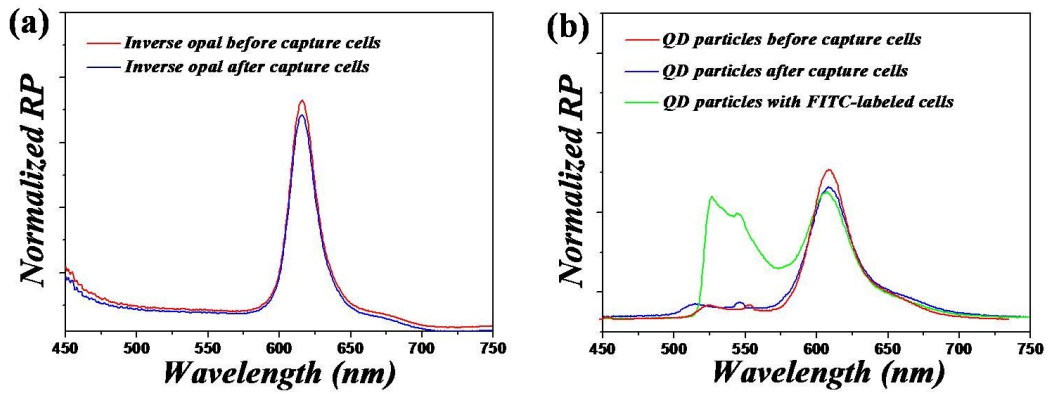 (a)
Inverse opal before capture cells
Inverse opal after capture cells
Normalized RP
450 500 550 600 650 700 750
Wavelength (nm)
(b)
QD particles before capture cells
QD particles after capture cells
QD particles with FITC-labeled cells
Normalized RP
450 500 550 600 650 700 750
Wavelength (nm)